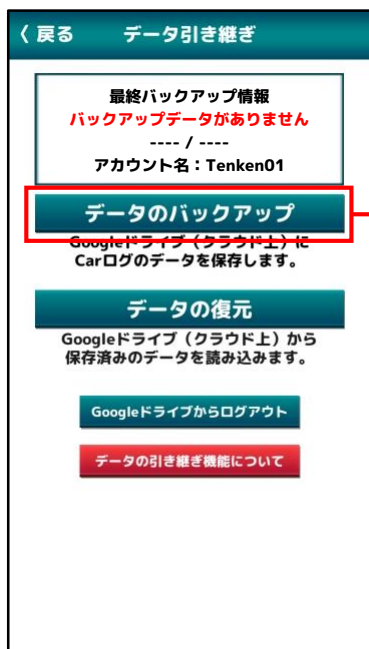 〈 戻る データ引き継ぎ
最終バックアップ情報
バックアップデータがありません
---- / ----
アカウント名：Tenken01
データのバックアップ
Googleドライブ（クラウド上）に
Carログのデータを保存します。
データの復元
Googleドライブ（クラウド上）から
保存済みのデータを読み込みます。
Googleドライブからログアウト
データの引き継ぎ機能について